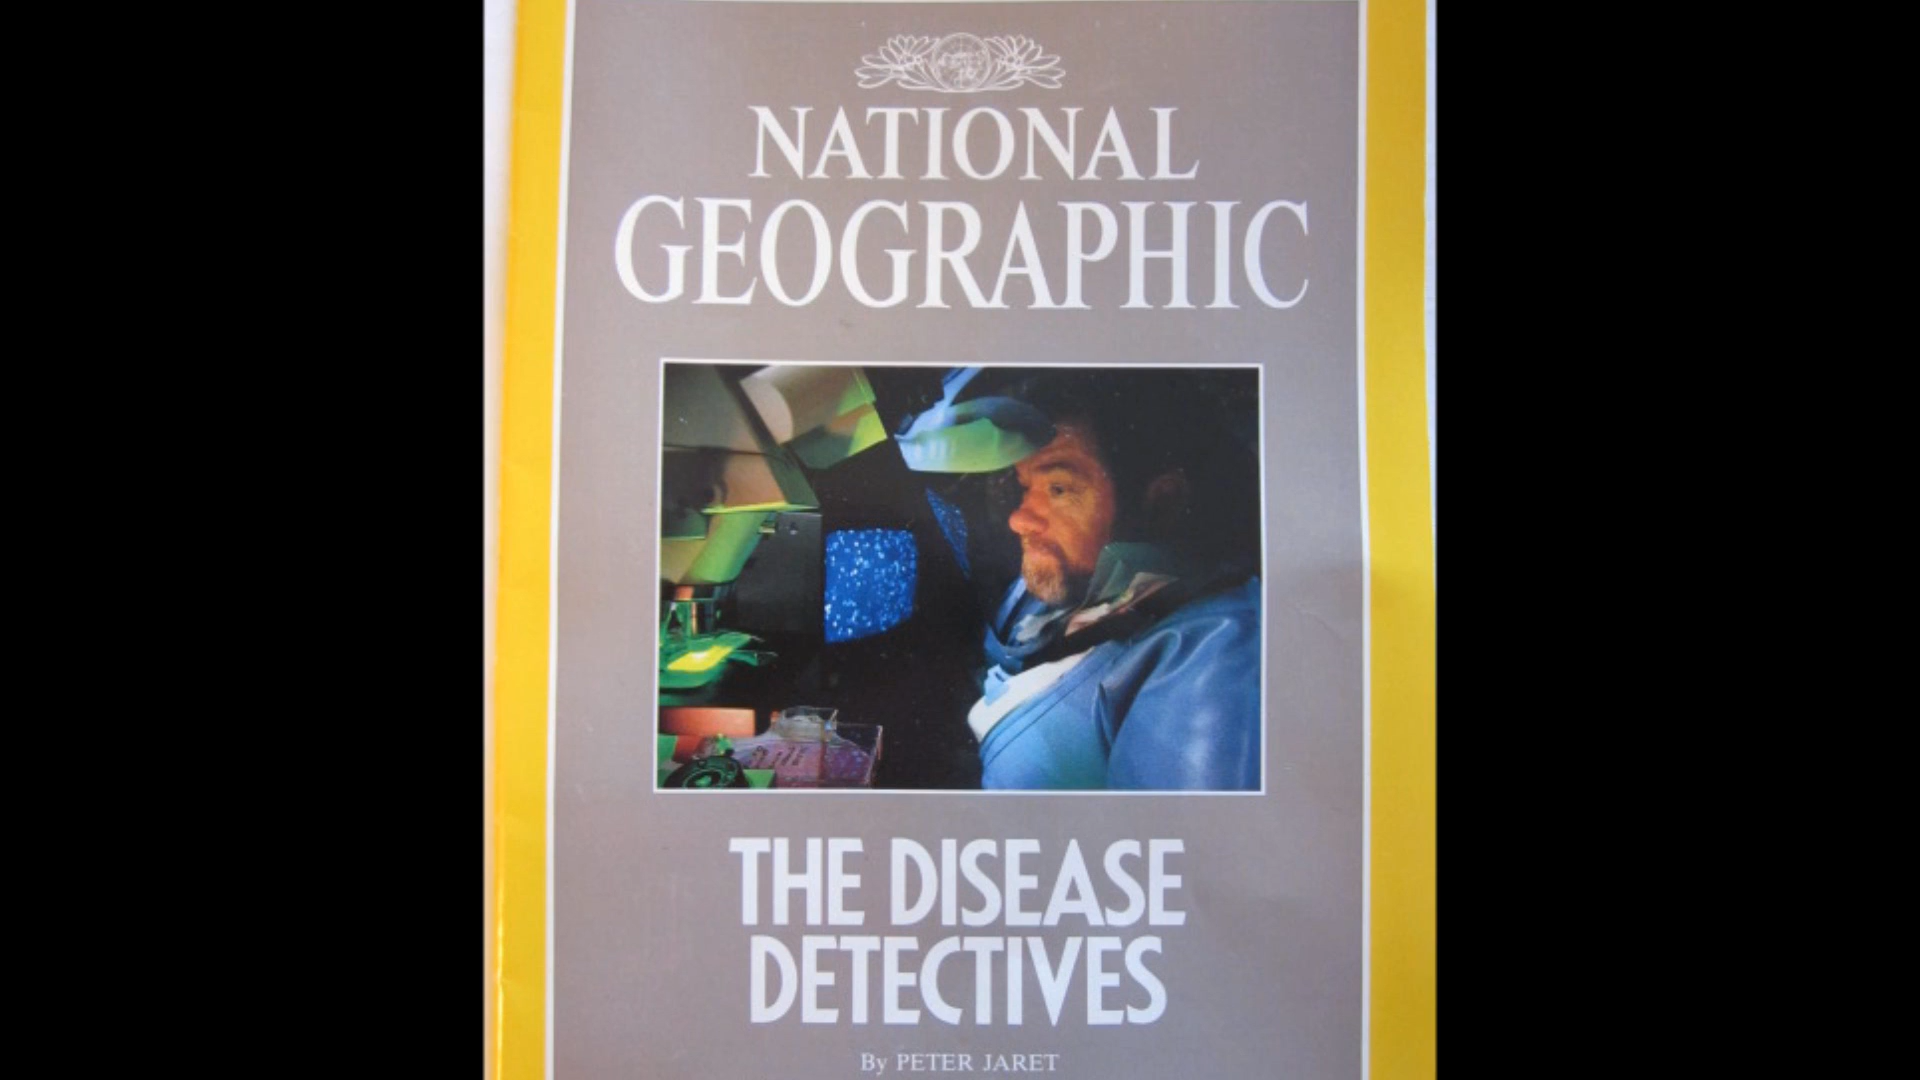 NATIONAL
GEOGRAPHIC
THE DISEASE
DETECTIVES
By PETER JARET